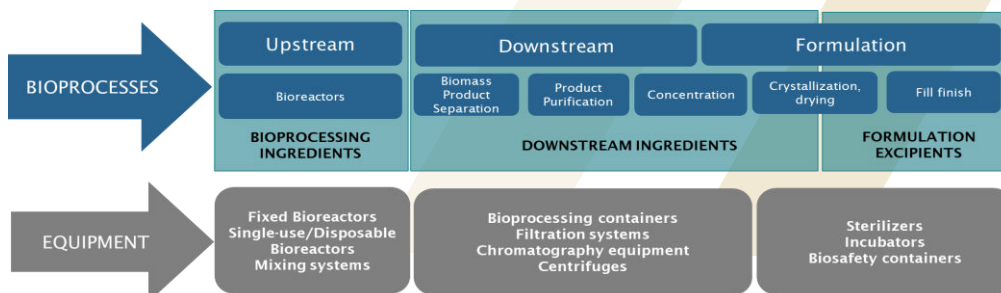 BIOPROCESSES
Upstream
Downstream
Formulation
Bioreactors
Biomass
Product
Separation
Product
Purification
Concentration
Crystallization,
drying
Fill finish
BIOPROCESSING
INGREDIENTS
DOWNSTREAM INGREDIENTS
FORMULATION
EXCIPIENTS
EQUIPMENT
Fixed Bioreactors
Single-use/Disposable
Bioreactors
Mixing systems
Bioprocessing containers
Filtration systems
Chromatography equipment
Centrifuges
Sterilizers
Incubators
Biosafety containers